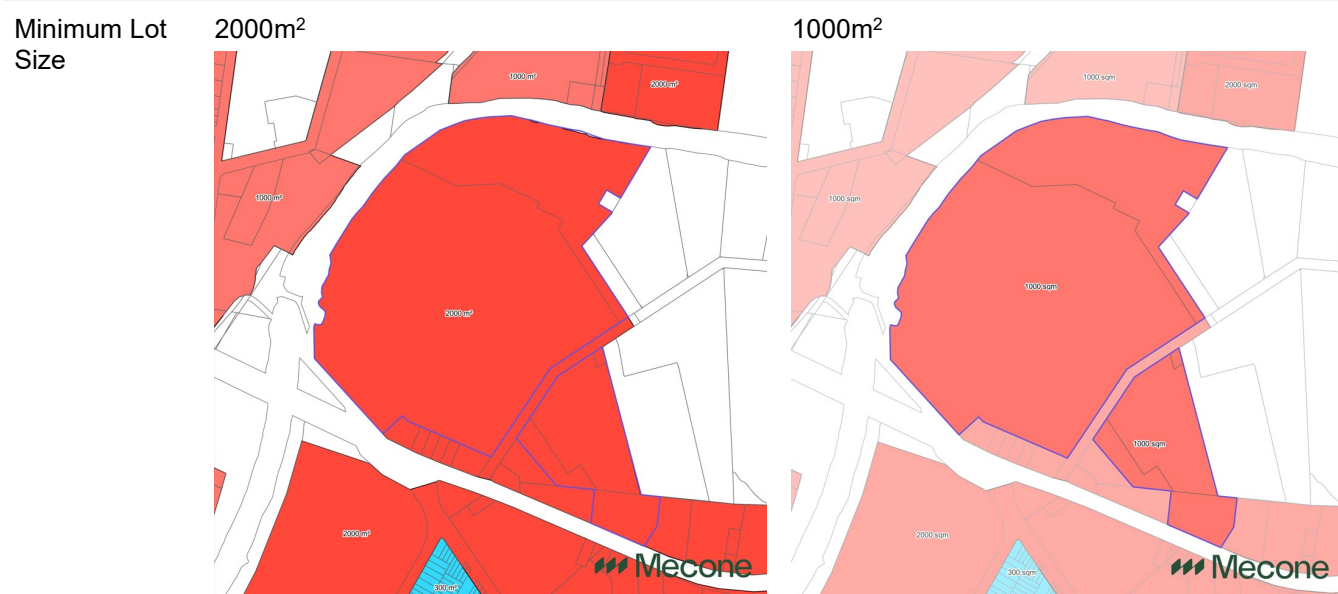 Minimum Lot
Size
2000m²
1000m²
1000 m²
2000 m²
1000 m²
2000 m²
2000 m²
300 m²
Mecone
1000 sqm
2000 sqm
1000 sqm
1000 sqm
1000 sqm
2000 sqm
300 sqm
Mecone